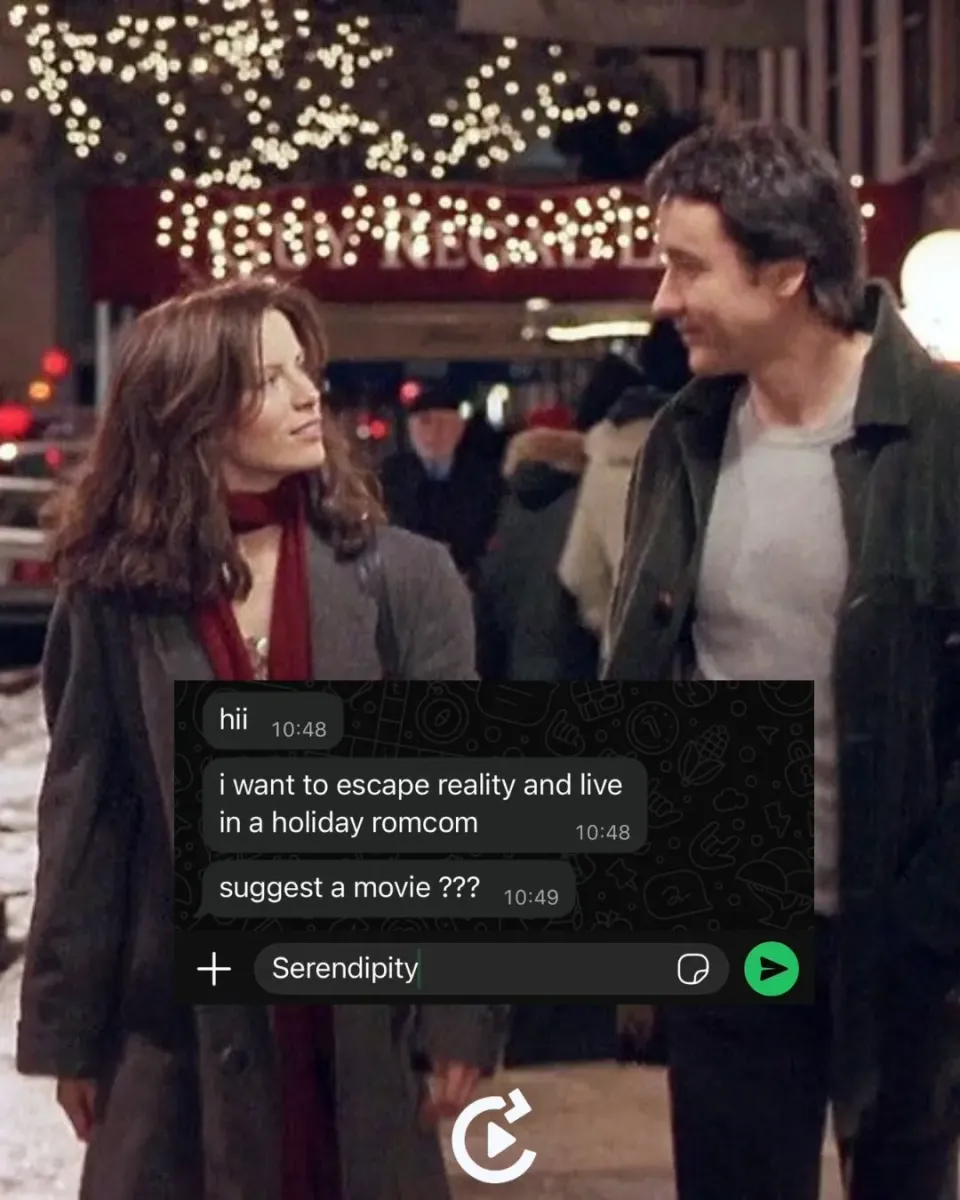 hii 10:48
i want to escape reality and live
in a holiday romcom 10:48
suggest a movie ??? 10:49
Serendipity